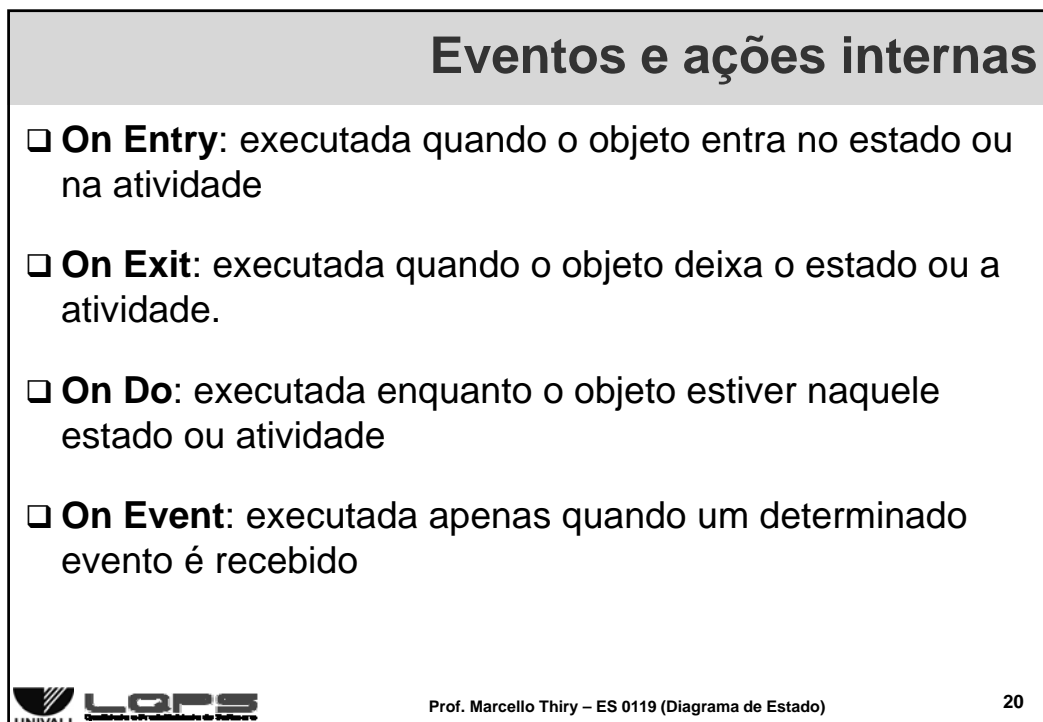 Eventos e ações internas
❑ On Entry: executada quando o objeto entra no estado ou
na atividade
❑ On Exit: executada quando o objeto deixa o estado ou a
atividade.
❑ On Do: executada enquanto o objeto estiver naquele
estado ou atividade
❑ On Event: executada apenas quando um determinado
evento é recebido
UNIVALI
LQPS
Prof. Marcello Thiry – ES 0119 (Diagrama de Estado)
20